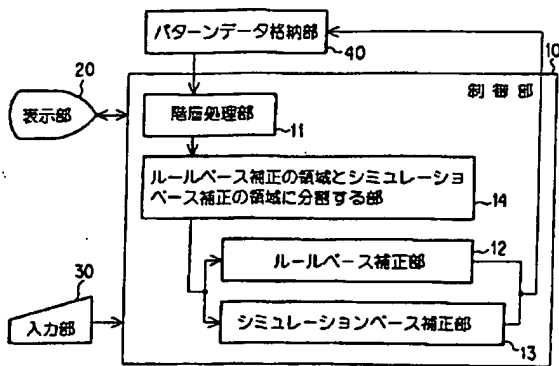 パターンデータ格納部
40
10
20
制御部
表示部
階層処理部
11
ルールベース補正の領域とシミュレーショ
ンベース補正の領域に分割する部
14
12
ルールベース補正部
30
入力部
シミュレーションベース補正部
13